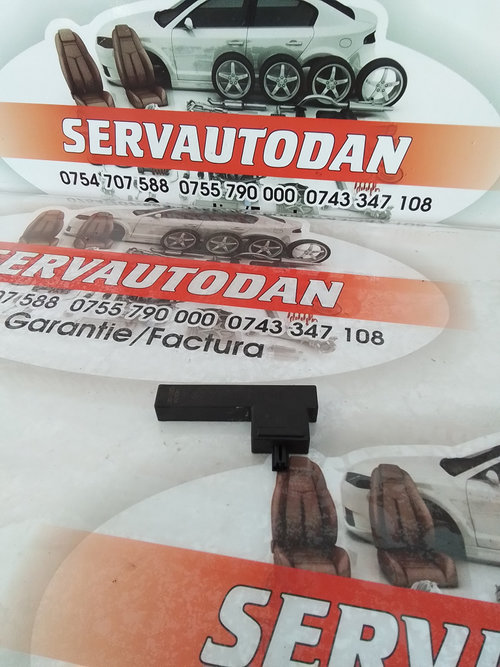 SERVAUTODAN
0754 707 588 0755 790 000 0743 347 108
SERVAUTODAN
07 588 0755 790 000 0743 347 108
Garantie/Factura
SERV